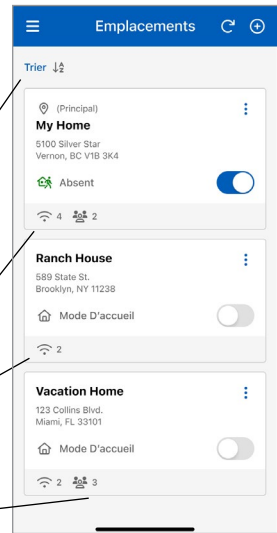 Emplacements
Trier
(Principal)
My Home
5100 Silver Star
Vernon, BC V1B 3K4
Absent
4 2
Ranch House
589 State St.
Brooklyn, NY 11238
Mode D'accueil
2
Vacation Home
123 Collins Blvd.
Miami, FL 33101
Mode D'accueil
2 3